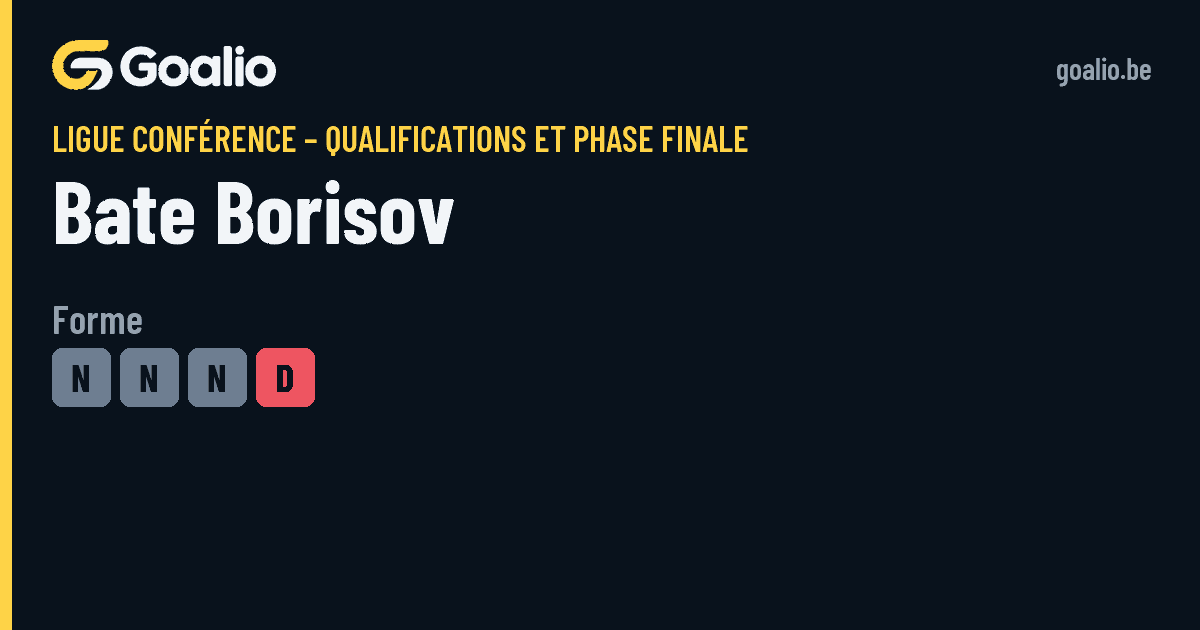 Goalio
goalio.be
LIGUE CONFÉRENCE – QUALIFICATIONS ET PHASE FINALE
Bate Borisov
Forme
N N N D